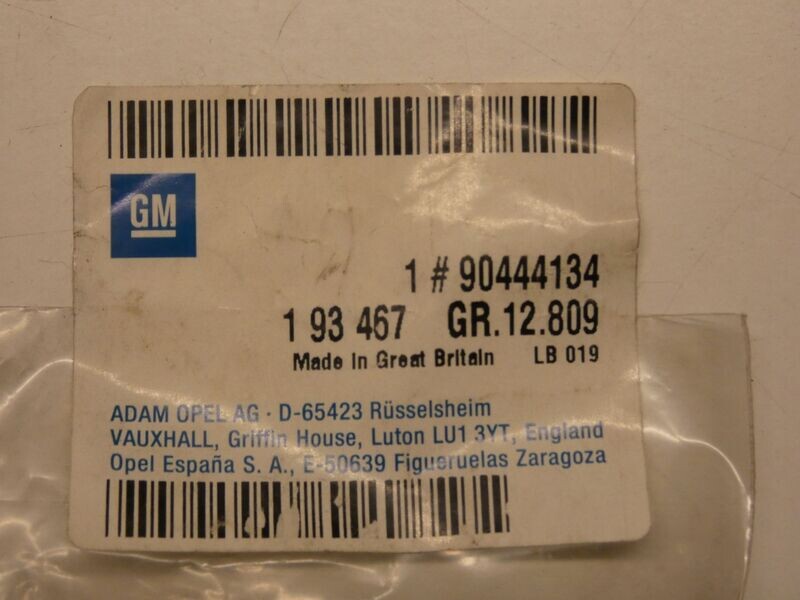 GM
1 # 90444134
1 93 467 GR.12.809
Made in Great Britain LB 019
ADAM OPEL AG · D-65423 Rüsselsheim
VAUXHALL, Griffin House, Luton LU1 3YT, England
Opel España S. A., E-50639 Figueruelas Zaragoza